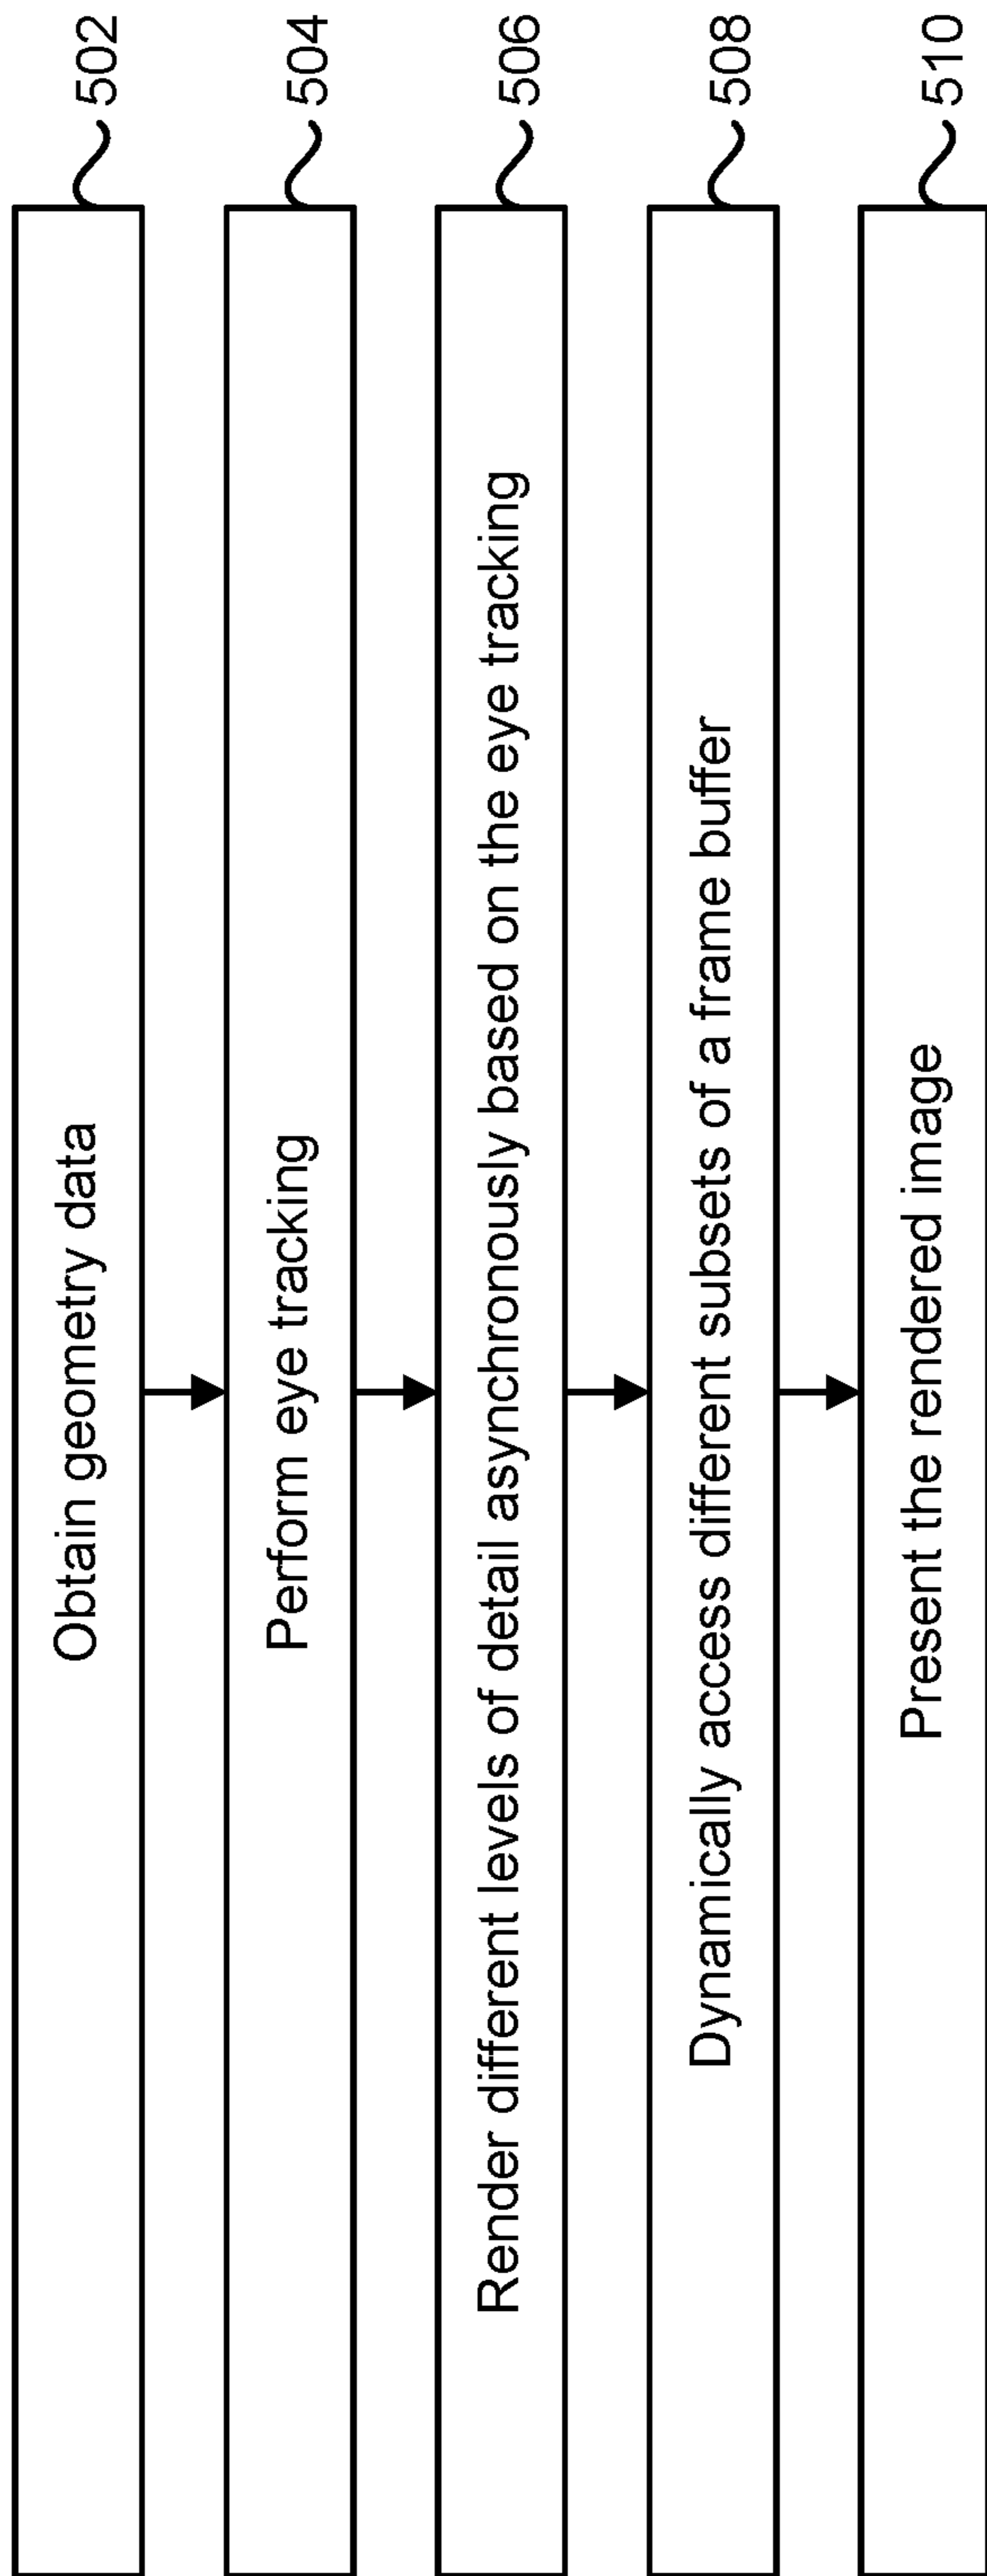 Obtain geometry data
502
Perform eye tracking
504
Render different levels of detail asynchronously based on the eye tracking
506
Dynamically access different subsets of a frame buffer
508
Present the rendered image
510